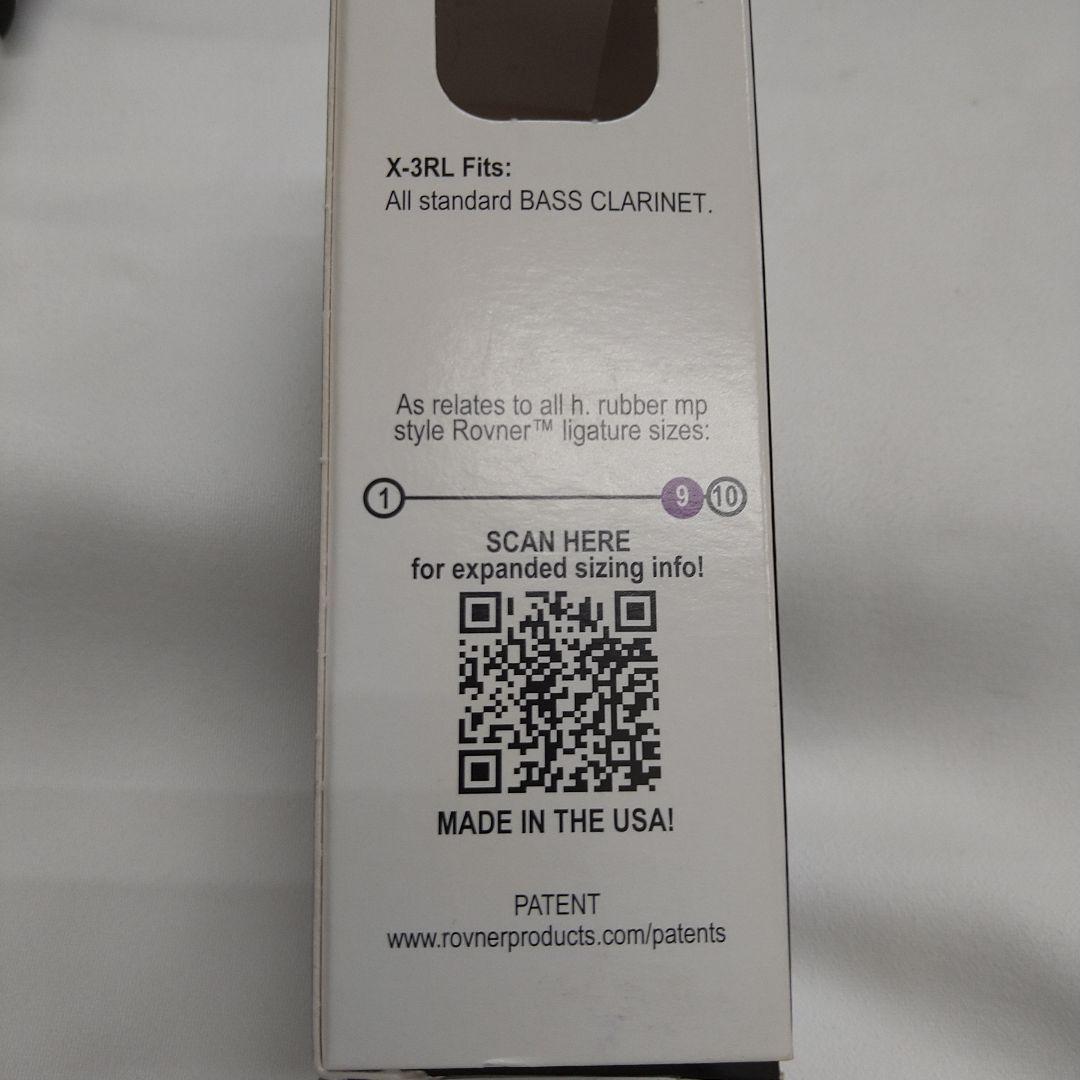 X-3RL Fits:
All standard BASS CLARINET.
As relates to all h. rubber mp
style Rovner™ ligature sizes:
1 9 10
SCAN HERE
for expanded sizing info!
MADE IN THE USA!
PATENT
www.rovnerproducts.com/patents